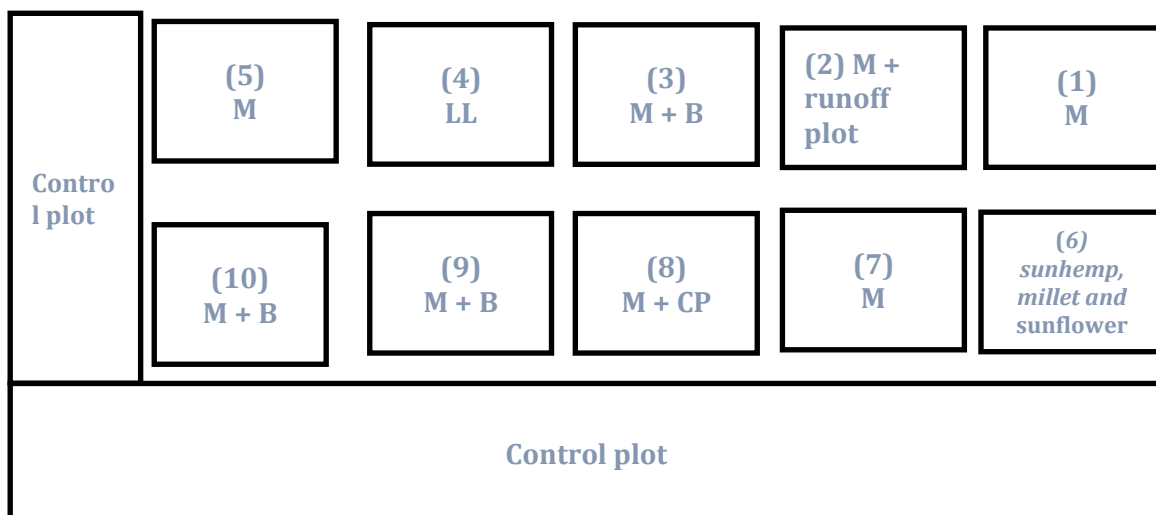 Contro
l plot
(5)
M
(4)
LL
(3)
M + B
(2) M +
runoff
plot
(1)
M
(10)
M + B
(9)
M + B
(8)
M + CP
(7)
M
(6)
sunhemp,
millet and
sunflower
Control plot